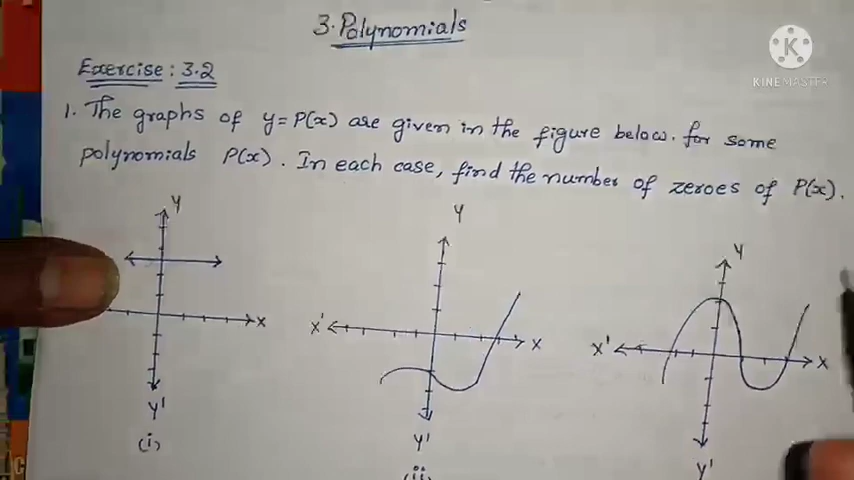 3. Polynomials
K
KINEMASTER
Exercise : 3.2
1. The graphs of y = P(x) are given in the figure below. for some
polynomials P(x). In each case, find the number of zeroes of P(x).
Y
Y
Y
X
X'
X
X'
X
Y'
Y'
Y'
(i)
(ii)